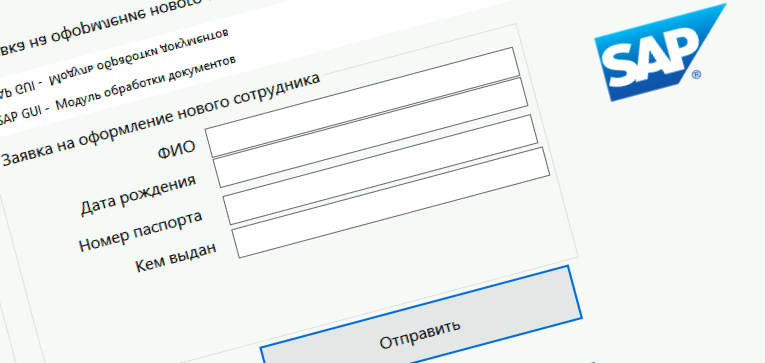 вка на оформление нового
SAP GUI - Модуль обработки документов
SAP GUI - Модуль обработки документов
Заявка на оформление нового сотрудника
ФИО
Дата рождения
Номер паспорта
Кем выдан
Отправить
SAP®